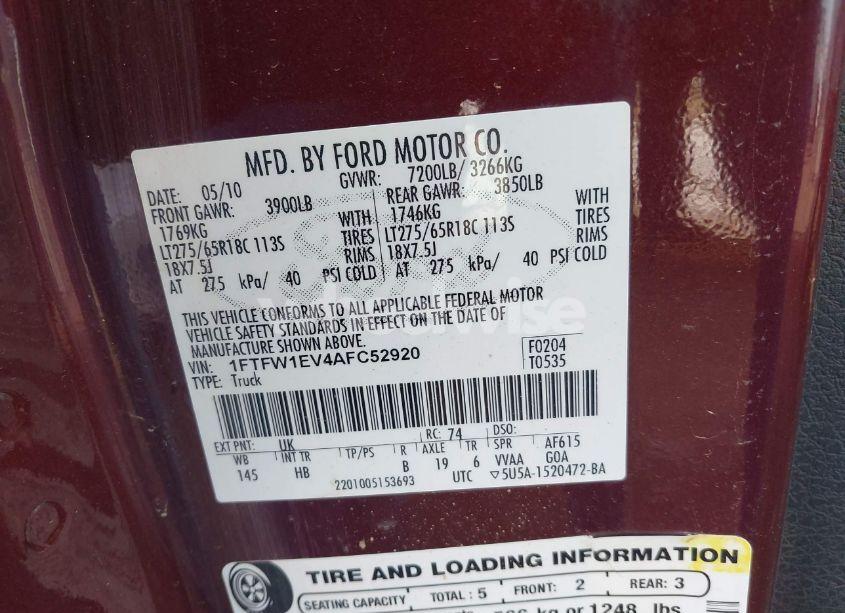 MFD. BY FORD MOTOR CO.
DATE: 05/10 GVWR: 7200LB/ 3266KG
FRONT GAWR: 3900LB REAR GAWR: 3850LB
1769KG WITH 1746KG WITH
LT275/65R18C 113S TIRES LT275/65R18C 113S TIRES
18X7.5J RIMS 18X7.5J RIMS
AT 275 kPa/ 40 PSI COLD AT 275 kPa/ 40 PSI COLD
THIS VEHICLE CONFORMS TO ALL APPLICABLE FEDERAL MOTOR
VEHICLE SAFETY STANDARDS IN EFFECT ON THE DATE OF
MANUFACTURE SHOWN ABOVE.
VIN: 1FTFW1EV4AFC52920 F0204
TYPE: Truck T0535
EXT PNT: UK RC: 74 DSO:
WB INT TR TP/PS R AXLE TR SPR AF615
145 HB B 19 6 VVAA GOA
2201005153693 UTC ▽5U5A-1520472-BA
TIRE AND LOADING INFORMATION
SEATING CAPACITY TOTAL : 5 FRONT: 2 REAR: 3
kg or 1248 lbs